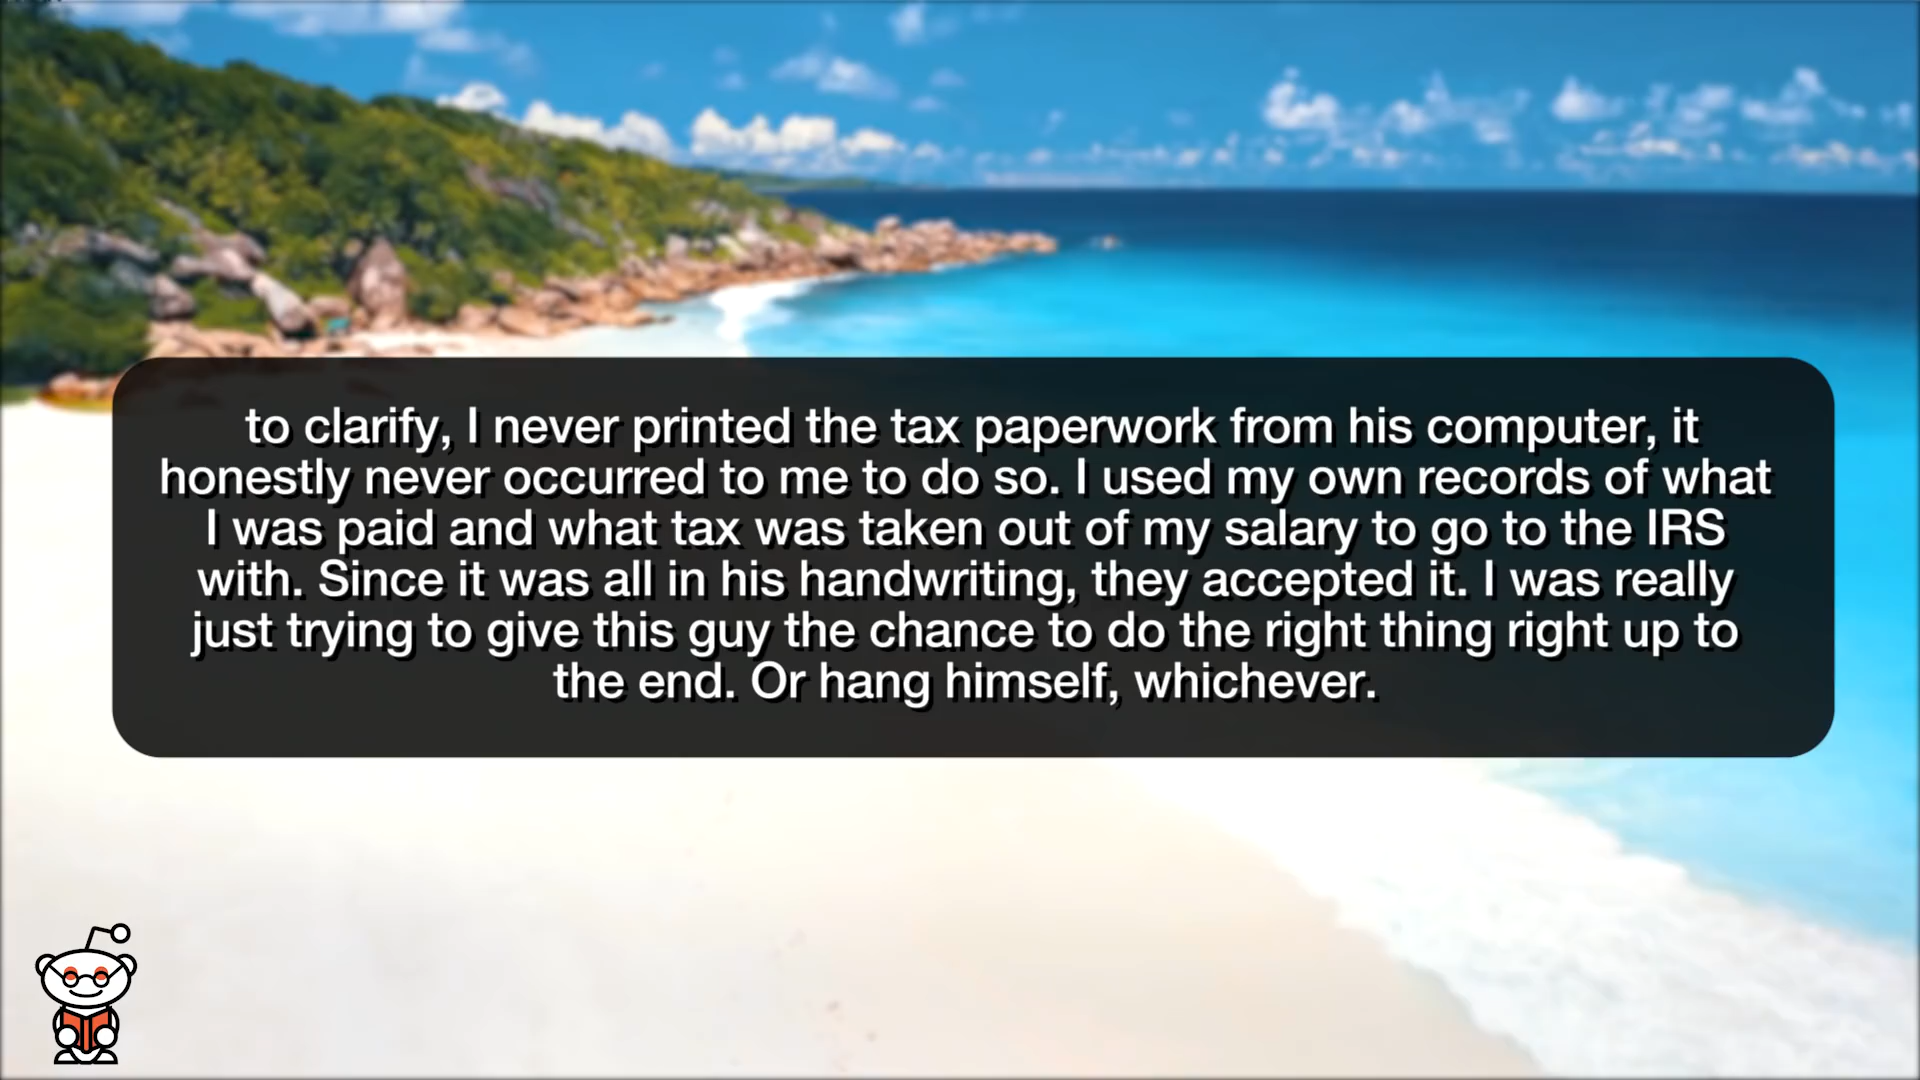 to clarify, I never printed the tax paperwork from his computer, it
honestly never occurred to me to do so. I used my own records of what
I was paid and what tax was taken out of my salary to go to the IRS
with. Since it was all in his handwriting, they accepted it. I was really
just trying to give this guy the chance to do the right thing right up to
the end. Or hang himself, whichever.